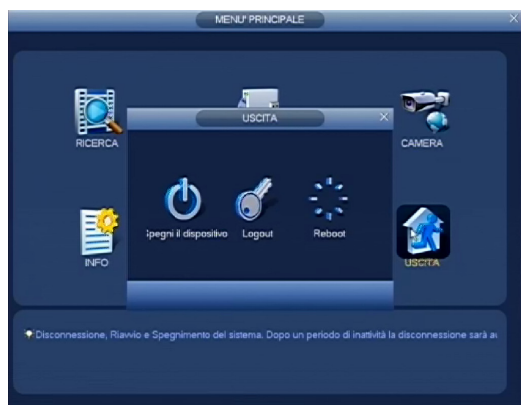 MENU' PRINCIPALE
USCITA
RICERCA
CAMERA
il dispositivo
Logout
Reboot
INFO
USCITA
Disconnessione, Riavvio e Spegnimento del sistema. Dopo un periodo di inattività la disconnessione sarà